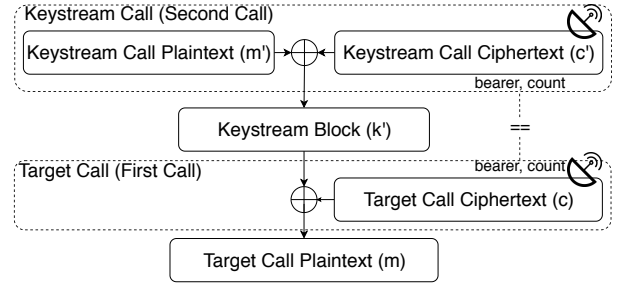 Keystream Call (Second Call)
Keystream Call Plaintext (m')
Keystream Call Ciphertext (c')
bearer, count
Keystream Block (k')
==
bearer, count
Target Call (First Call)
Target Call Ciphertext (c)
Target Call Plaintext (m)